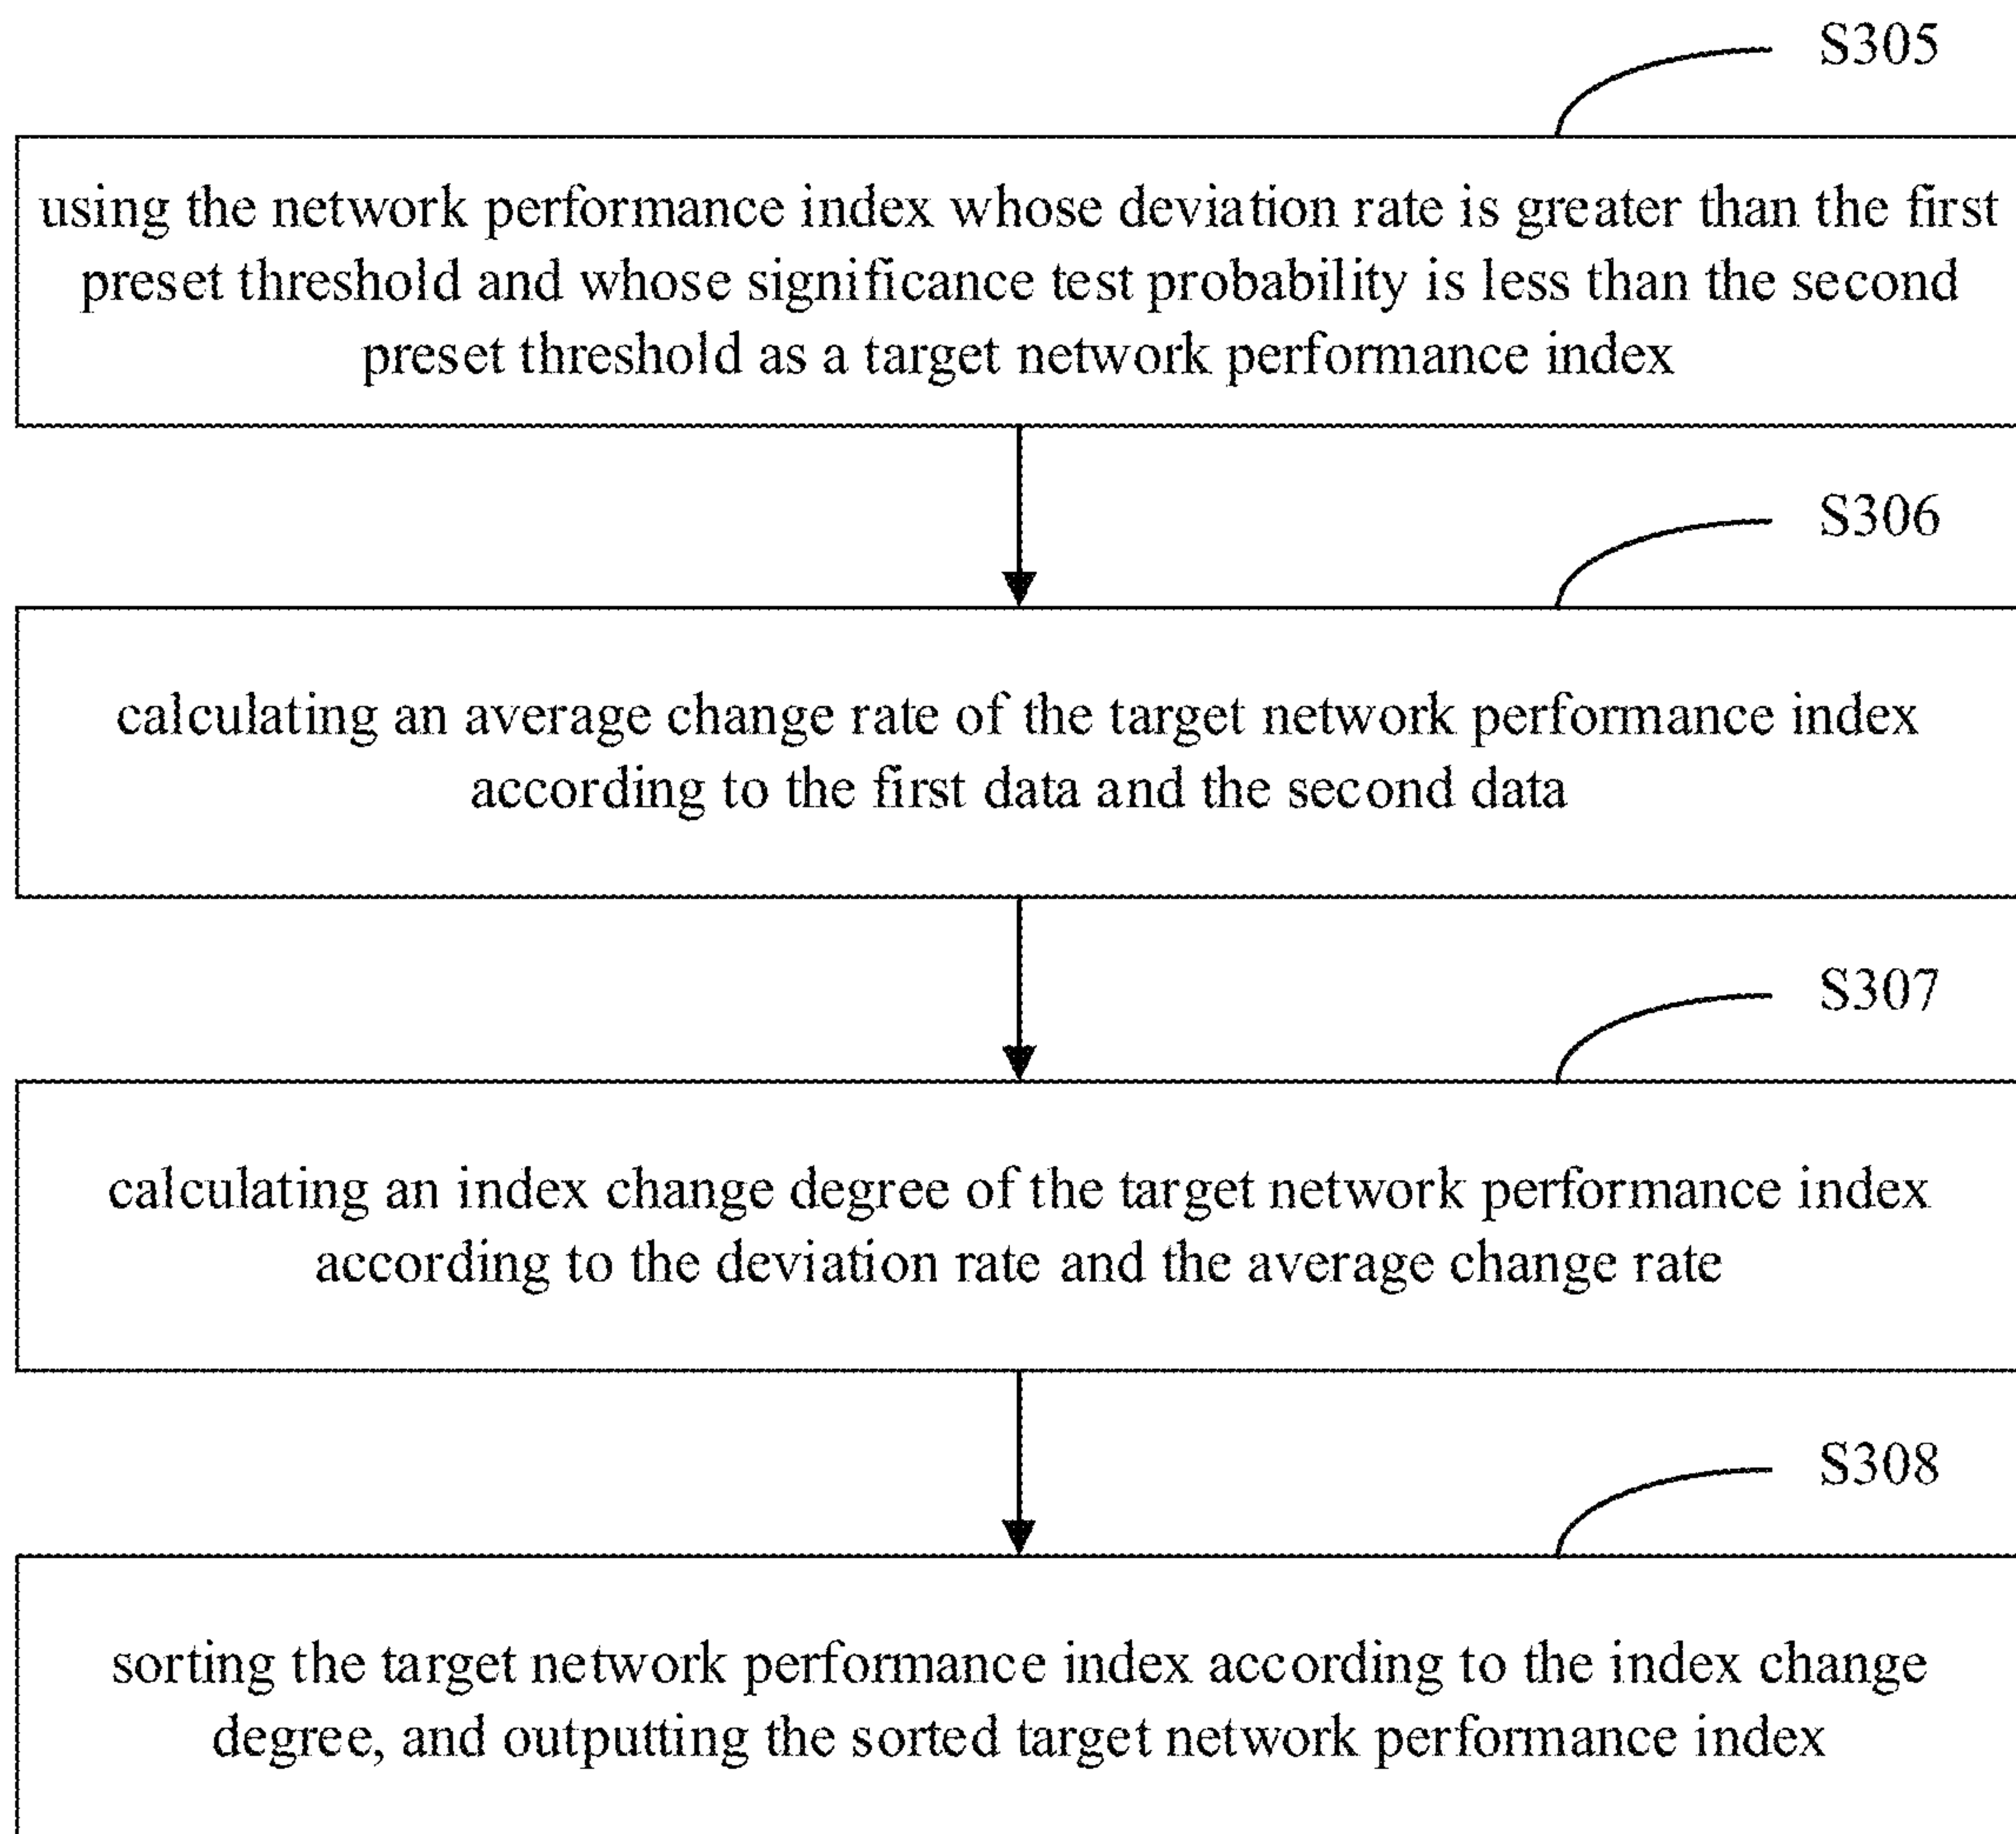 S305
using the network performance index whose deviation rate is greater than the first
preset threshold and whose significance test probability is less than the second
preset threshold as a target network performance index
S306
calculating an average change rate of the target network performance index
according to the first data and the second data
S307
calculating an index change degree of the target network performance index
according to the deviation rate and the average change rate
S308
sorting the target network performance index according to the index change
degree, and outputting the sorted target network performance index